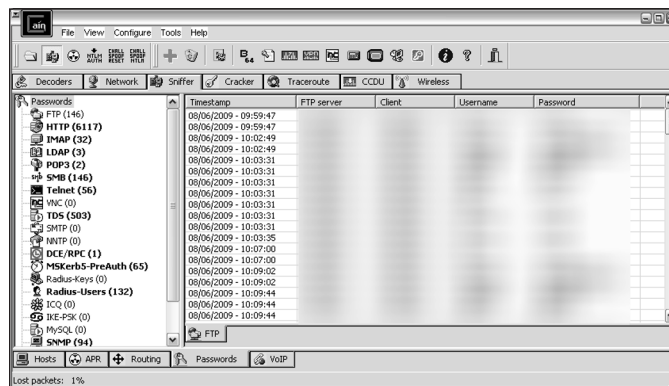 ain
File View Configure Tools Help
NTLM AUTH CHALL SPOOF RESET CHALL SPOOF NTLM B 64
Decoders Network Sniffer Cracker Traceroute CCDU Wireless
Passwords
FTP (146)
HTTP (6117)
IMAP (32)
LDAP (3)
POP3 (2)
SMB (146)
Telnet (56)
VNC (0)
TDS (503)
SMTP (0)
NNTP (0)
DCE/RPC (1)
MSKerb5-PreAuth (65)
Radius-Keys (0)
Radius-Users (132)
ICQ (0)
IKE-PSK (0)
MySQL (0)
SNMP (94)
Timestamp FTP server Client Username Password
08/06/2009 - 09:59:47
08/06/2009 - 09:59:47
08/06/2009 - 10:02:49
08/06/2009 - 10:02:49
08/06/2009 - 10:03:31
08/06/2009 - 10:03:31
08/06/2009 - 10:03:31
08/06/2009 - 10:03:31
08/06/2009 - 10:03:31
08/06/2009 - 10:03:31
08/06/2009 - 10:03:35
08/06/2009 - 10:07:00
08/06/2009 - 10:07:00
08/06/2009 - 10:09:02
08/06/2009 - 10:09:02
08/06/2009 - 10:09:44
08/06/2009 - 10:09:44
08/06/2009 - 10:09:44
FTP
Hosts APR Routing Passwords VoIP
Lost packets: 1%